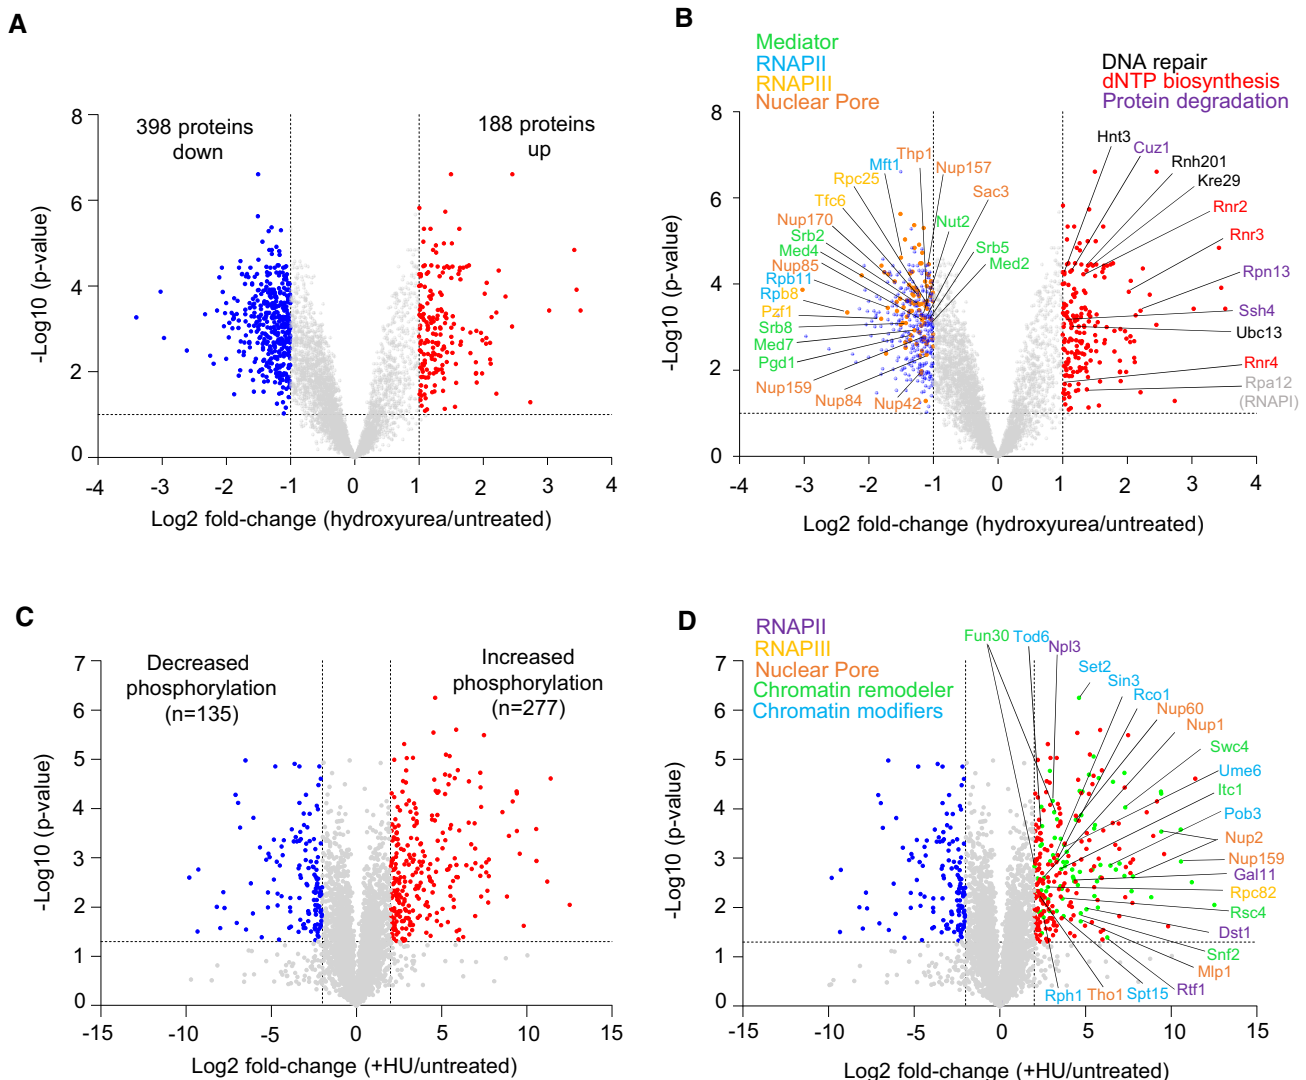 A
398 proteins
down
188 proteins
up
8
6
4
2
0
-Log10 (p-value)
-4
-3
-2
-1
0
1
2
3
4
Log2 fold-change (hydroxyurea/untreated)
B
Mediator
RNAPII
RNAPIII
Nuclear Pore
DNA repair
dNTP biosynthesis
Protein degradation
8
6
4
2
0
-Log10 (p-value)
Thp1
Mft1
Nup157
Rpc25
Sac3
Tfc6
Nup170
Nut2
Srb2
Med4
Srb5
Nup85
Med2
Rpb11
Rpb8
Pzf1
Srb8
Med7
Pgd1
Nup159
Nup84
Nup42
Hnt3
Cuz1
Rnh201
Kre29
Rnr2
Rnr3
Rpn13
Ssh4
Ubc13
Rnr4
Rpa12
(RNAPI)
-4
-3
-2
-1
0
1
2
3
4
Log2 fold-change (hydroxyurea/untreated)
C
Decreased
phosphorylation
(n=135)
Increased
phosphorylation
(n=277)
7
6
5
4
3
2
1
0
-Log10 (p-value)
-15
-10
-5
0
5
10
15
Log2 fold-change (+HU/untreated)
D
RNAPII
RNAPIII
Nuclear Pore
Chromatin remodeler
Chromatin modifiers
7
6
5
4
3
2
1
0
-Log10 (p-value)
Fun30
Tod6
Npl3
Set2
Sin3
Rco1
Nup60
Nup1
Swc4
Ume6
Itc1
Pob3
Nup2
Nup159
Gal11
Rpc82
Rsc4
Dst1
Snf2
Mlp1
Rtf1
Spt15
Tho1
Rph1
-15
-10
-5
0
5
10
15
Log2 fold-change (+HU/untreated)